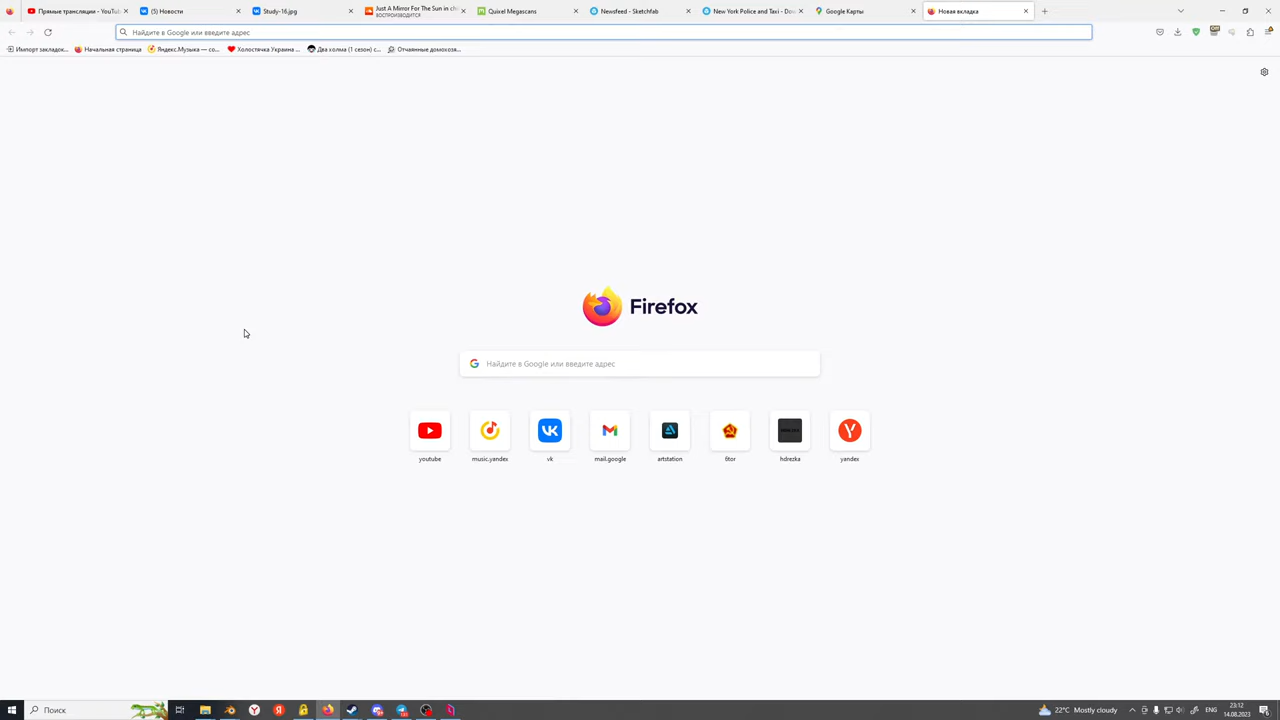 Прямые трансляции - YouTube
(5) Новости
Study-16.jpg
Just A Mirror For The Sun in ch
ВОСПРОИЗВОДИТСЯ
Quixel Megascans
Newsfeed - Sketchfab
New York Police and Taxi - Dow
Google Карты
Новая вкладка
Найдите в Google или введите адрес
Импорт закладок...
Начальная страница
Яндекс.Музыка — со...
Холостячка Украина ...
Два холма (1 сезон) с...
Отчаянные домохозя...
Firefox
Найдите в Google или введите адрес
youtube
music.yandex
vk
mail.google
artstation
6tor
hdrezka
yandex
Поиск
22°C Mostly cloudy
ENG
23:12
14.08.2023